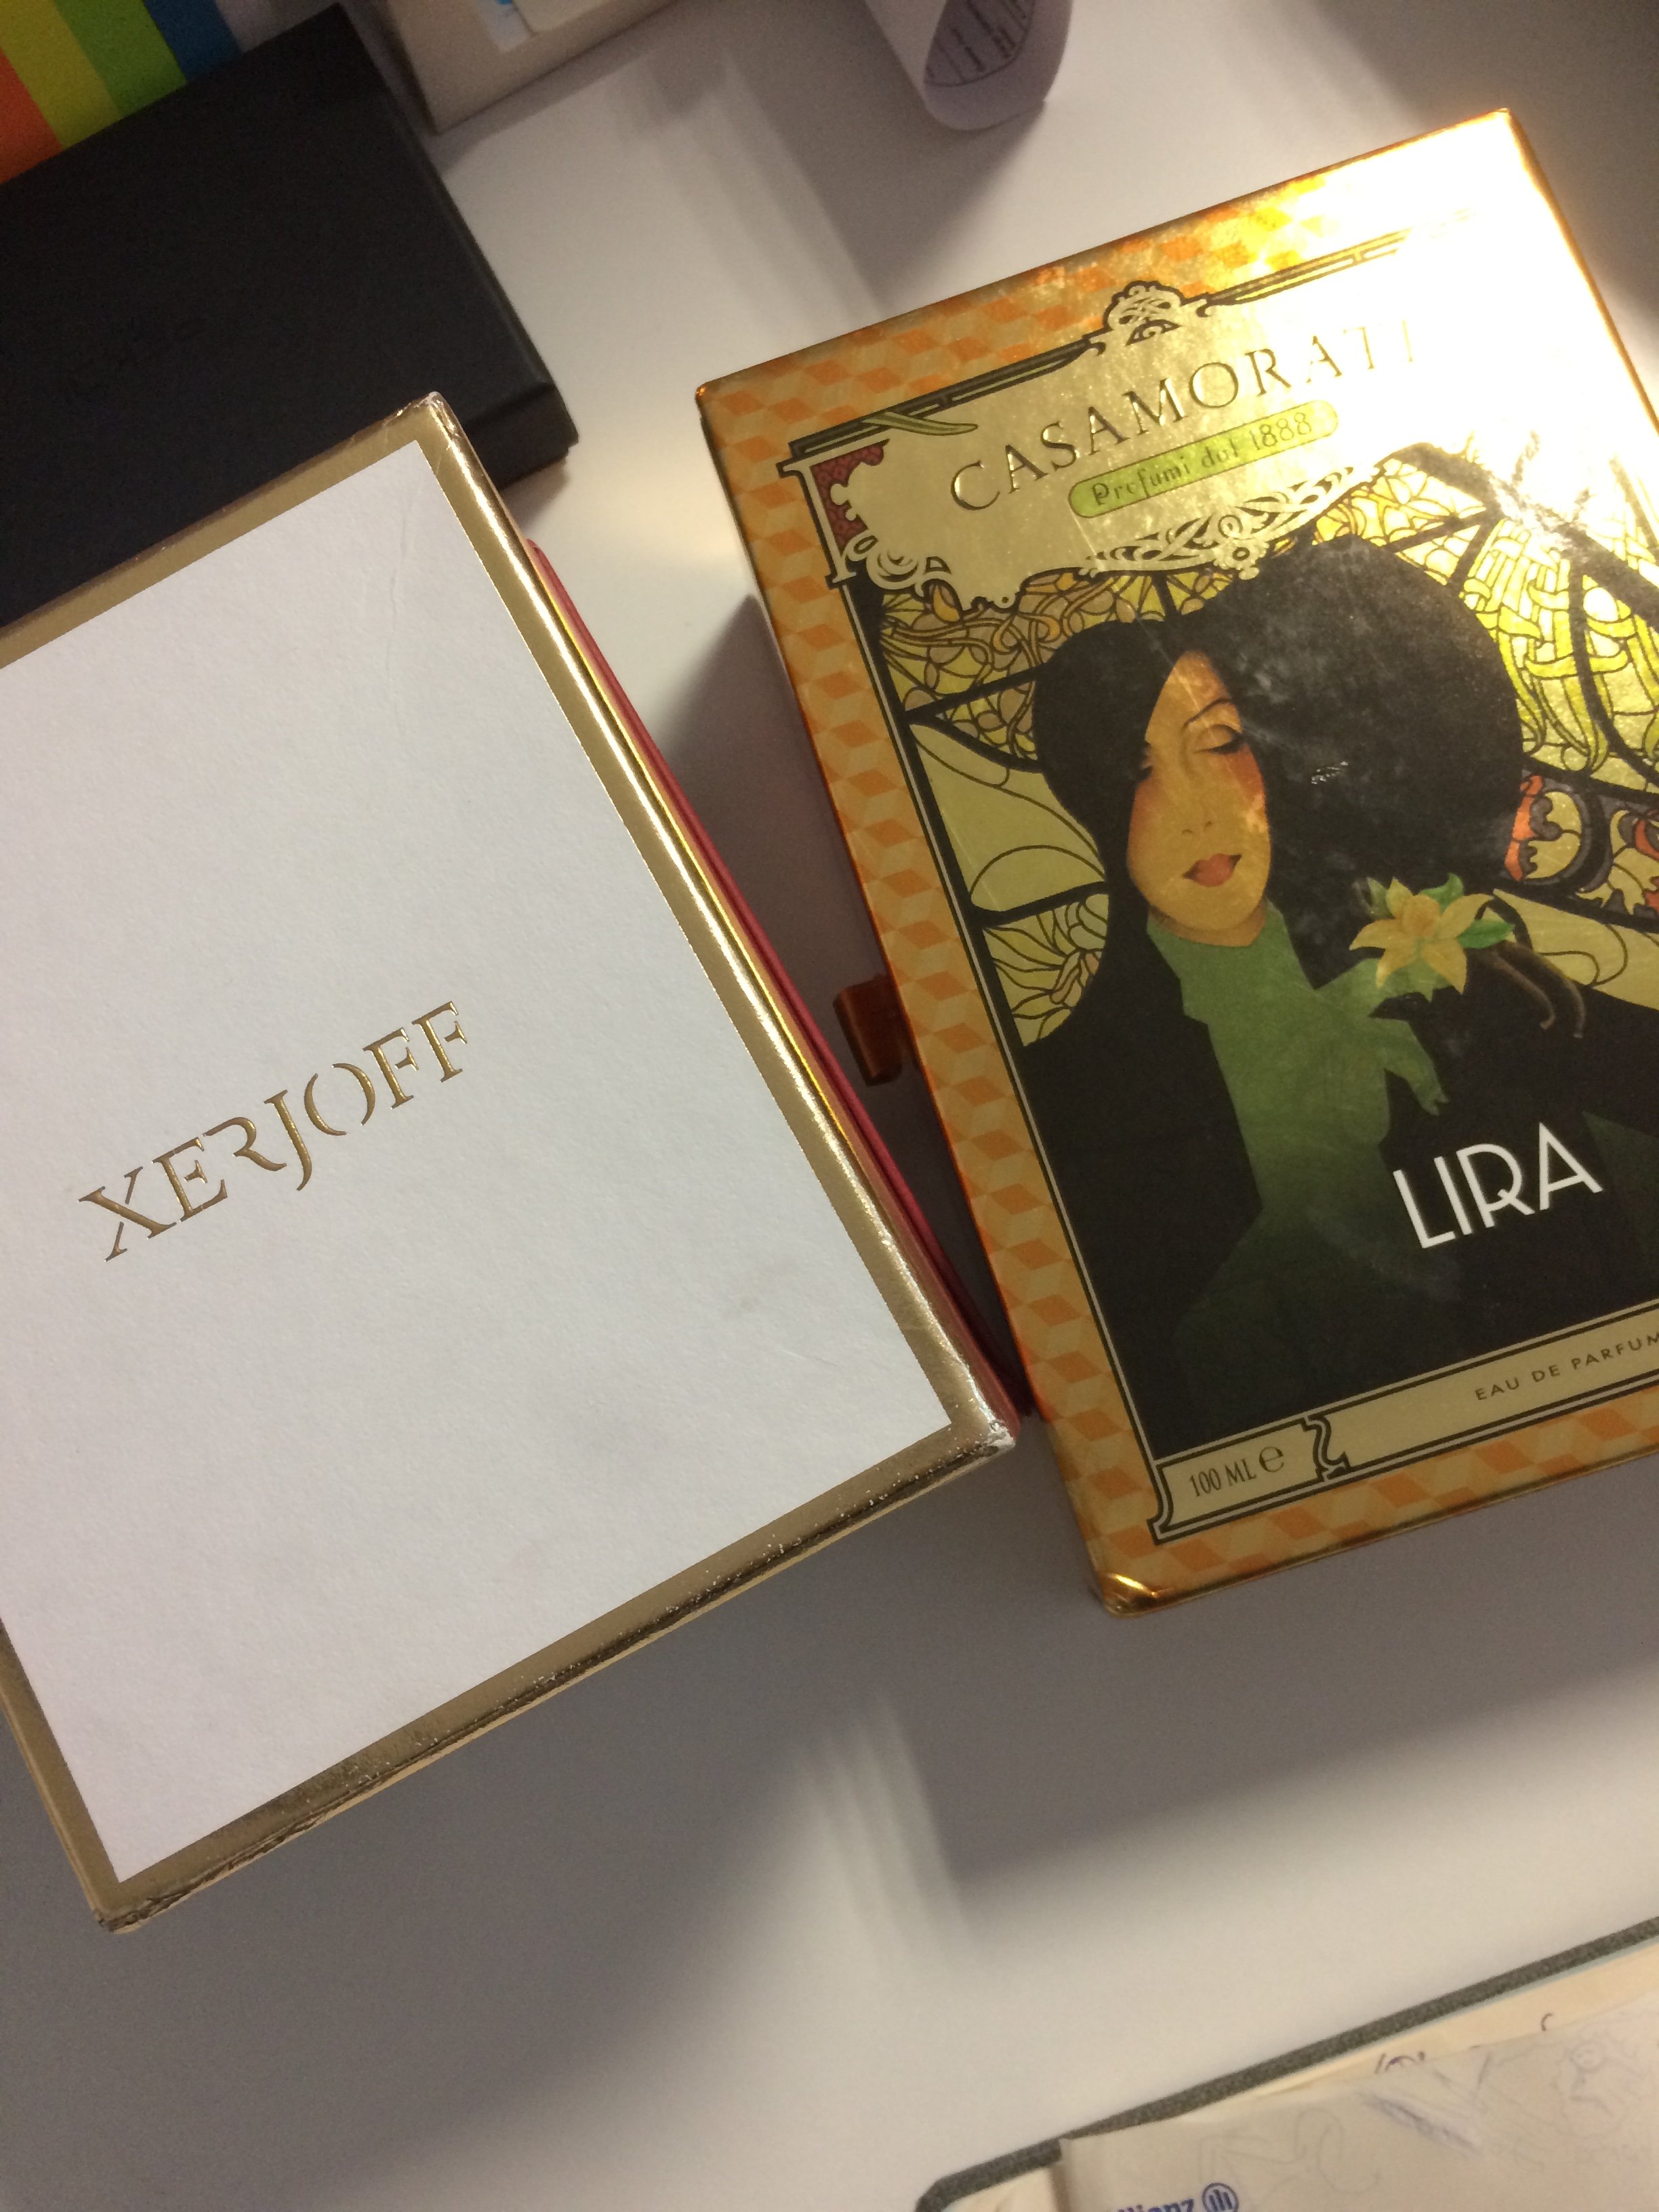 CASAMORATI
Profumi dal 1888
XERJOFF
LIRA
EAU DE PARFUM
100 ML e